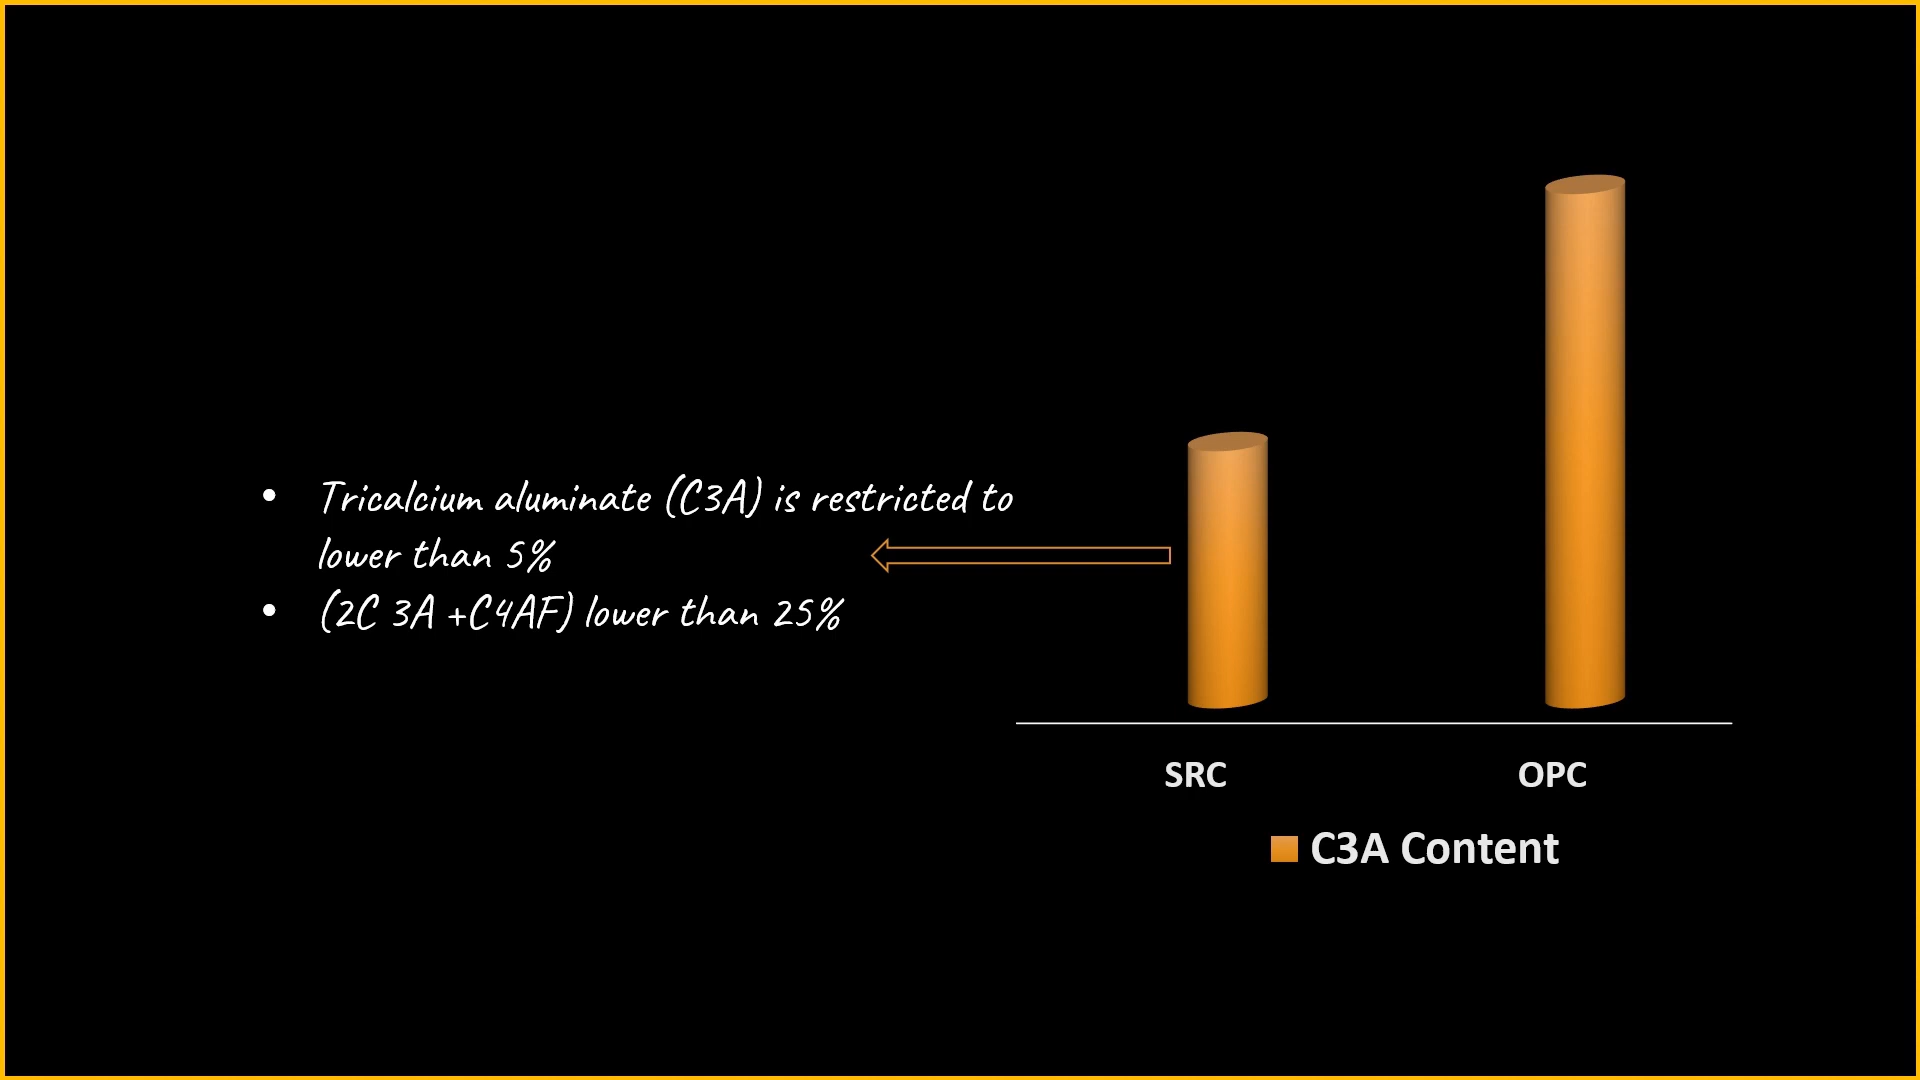 • Tricalcium aluminate (C3A) is restricted to
lower than 5%
• (2C 3A +C4AF) lower than 25%
SRC
OPC
C3A Content